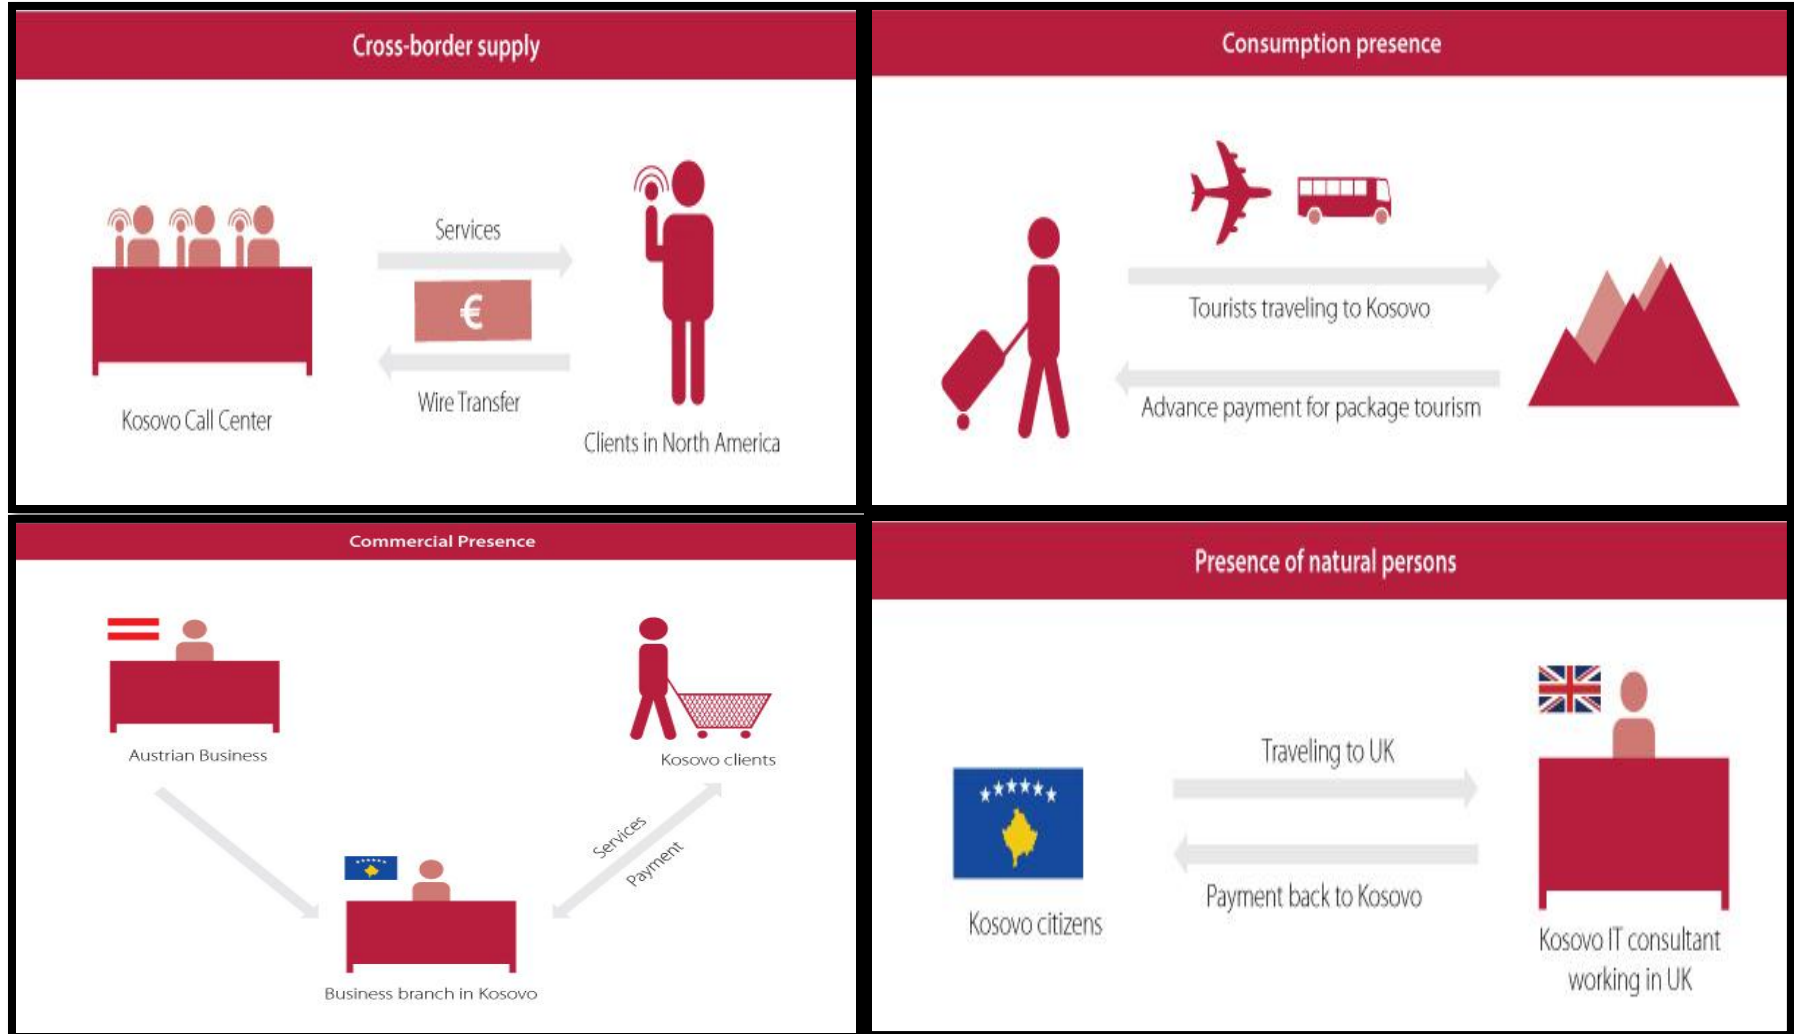 Cross-border supply
Services
€
Wire Transfer
Kosovo Call Center
Clients in North America
Consumption presence
Tourists traveling to Kosovo
Advance payment for package tourism
Commercial Presence
Austrian Business
Kosovo clients
Services
Payment
Business branch in Kosovo
Presence of natural persons
Traveling to UK
Payment back to Kosovo
Kosovo citizens
Kosovo IT consultant
working in UK